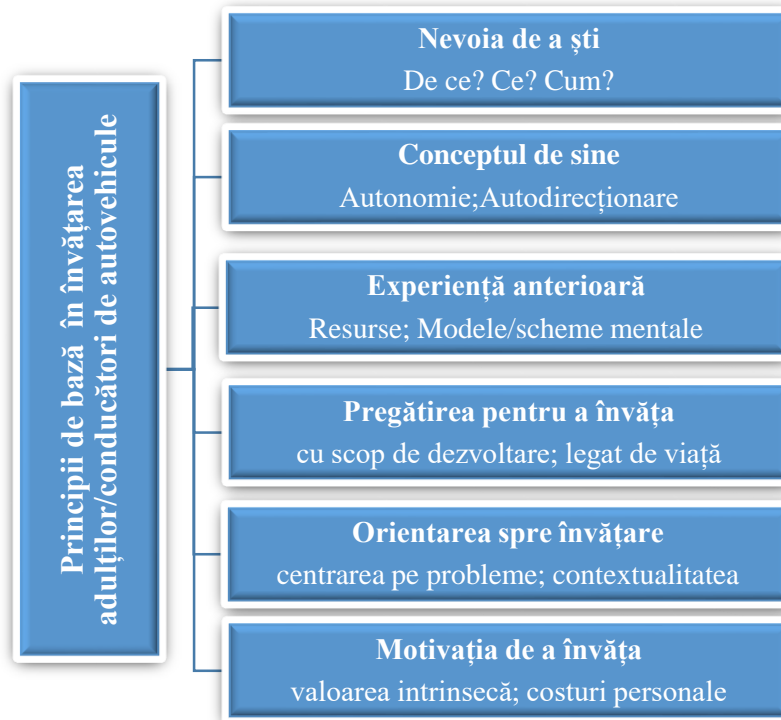 Principii de bază în învățarea
adulților/conducători de autovehicule
Nevoia de a ști
De ce? Ce? Cum?
Conceptul de sine
Autonomie;Autodirecționare
Experiență anterioară
Resurse; Modele/scheme mentale
Pregătirea pentru a învăța
cu scop de dezvoltare; legat de viață
Orientarea spre învățare
centrarea pe probleme; contextualitatea
Motivația de a învăța
valoarea intrinsecă; costuri personale